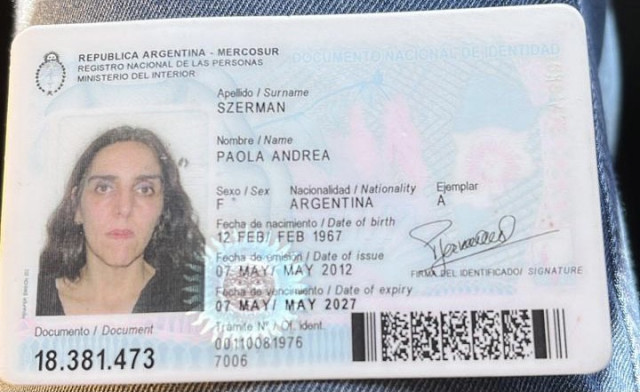 REPUBLICA ARGENTINA - MERCOSUR
REGISTRO NACIONAL DE LAS PERSONAS
MINISTERIO DEL INTERIOR
DOCUMENTO NACIONAL DE IDENTIDAD
Apellido / Surname
SZERMAN
Nombre / Name
PAOLA ANDREA
Sexo / Sex Nacionalidad / Nationality Ejemplar
F ARGENTINA A
Fecha de nacimiento / Date of birth
12 FEB/ FEB 1967
Fecha de emisión / Date of issue
07 MAY/ MAY 2012
Fecha de vencimiento / Date of expiry
07 MAY/ MAY 2027
FIRMA DEL IDENTIFICADO/ SIGNATURE
Documento / Document
18.381.473
Trámite N° / Of. ident.
00110081976
7006